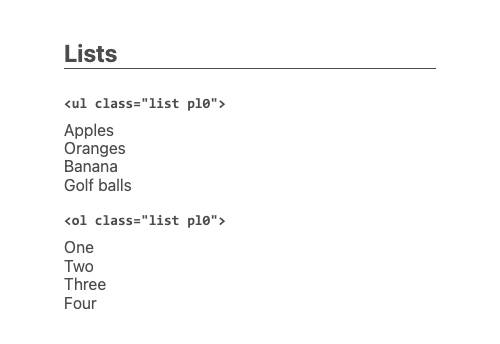 Lists
<ul class="list pl0">
Apples
Oranges
Banana
Golf balls
<ol class="list pl0">
One
Two
Three
Four